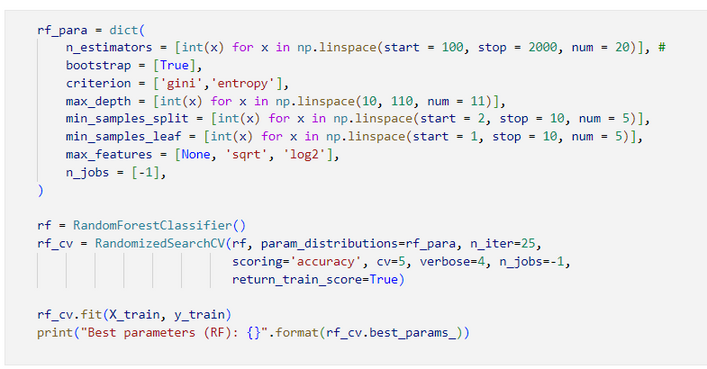 rf_para = dict(
    n_estimators = [int(x) for x in np.linspace(start = 100, stop = 2000, num = 20)], #
    bootstrap = [True],
    criterion = ['gini','entropy'],
    max_depth = [int(x) for x in np.linspace(10, 110, num = 11)],
    min_samples_split = [int(x) for x in np.linspace(start = 2, stop = 10, num = 5)],
    min_samples_leaf = [int(x) for x in np.linspace(start = 1, stop = 10, num = 5)],
    max_features = [None, 'sqrt', 'log2'],
    n_jobs = [-1],
)
rf = RandomForestClassifier()
rf_cv = RandomizedSearchCV(rf, param_distributions=rf_para, n_iter=25,
                           scoring='accuracy', cv=5, verbose=4, n_jobs=-1,
                           return_train_score=True)
rf_cv.fit(X_train, y_train)
print("Best parameters (RF): {}".format(rf_cv.best_params_))